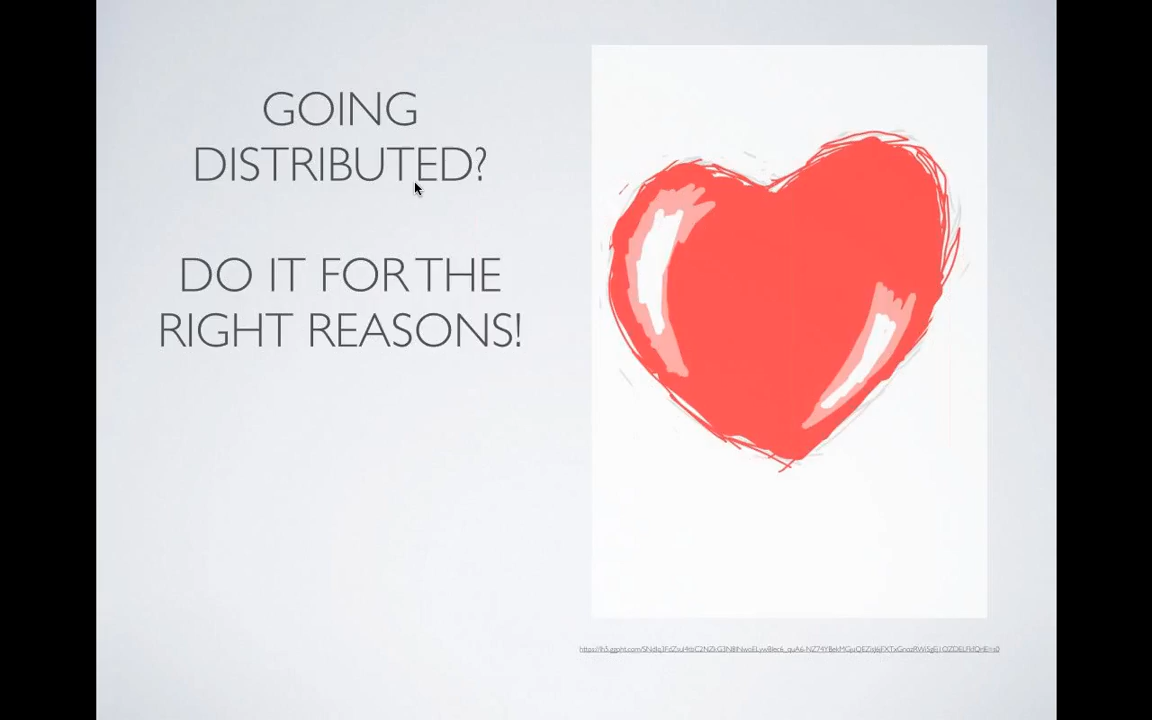 GOING
DISTRIBUTED?
DO IT FOR THE
RIGHT REASONS!